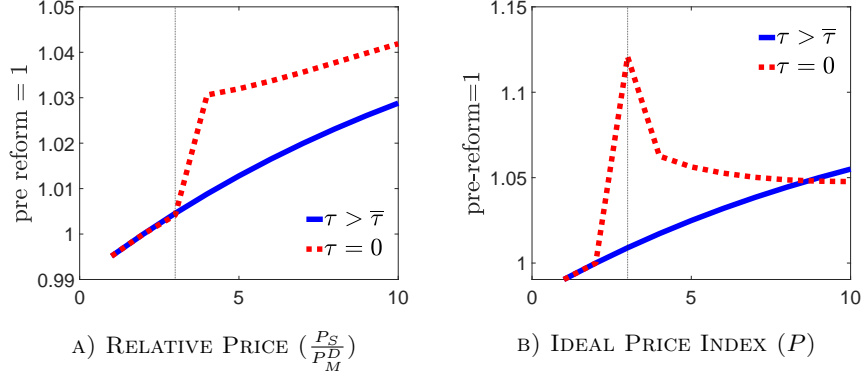 1.05
1.04
1.03
1.02
1.01
1
0.99
pre reform = 1
τ > τ̅
τ = 0
0
5
10
A) RELATIVE PRICE (P_S/P_M^D)
1.15
1.1
1.05
1
pre-reform=1
τ > τ̅
τ = 0
0
5
10
B) IDEAL PRICE INDEX (P)